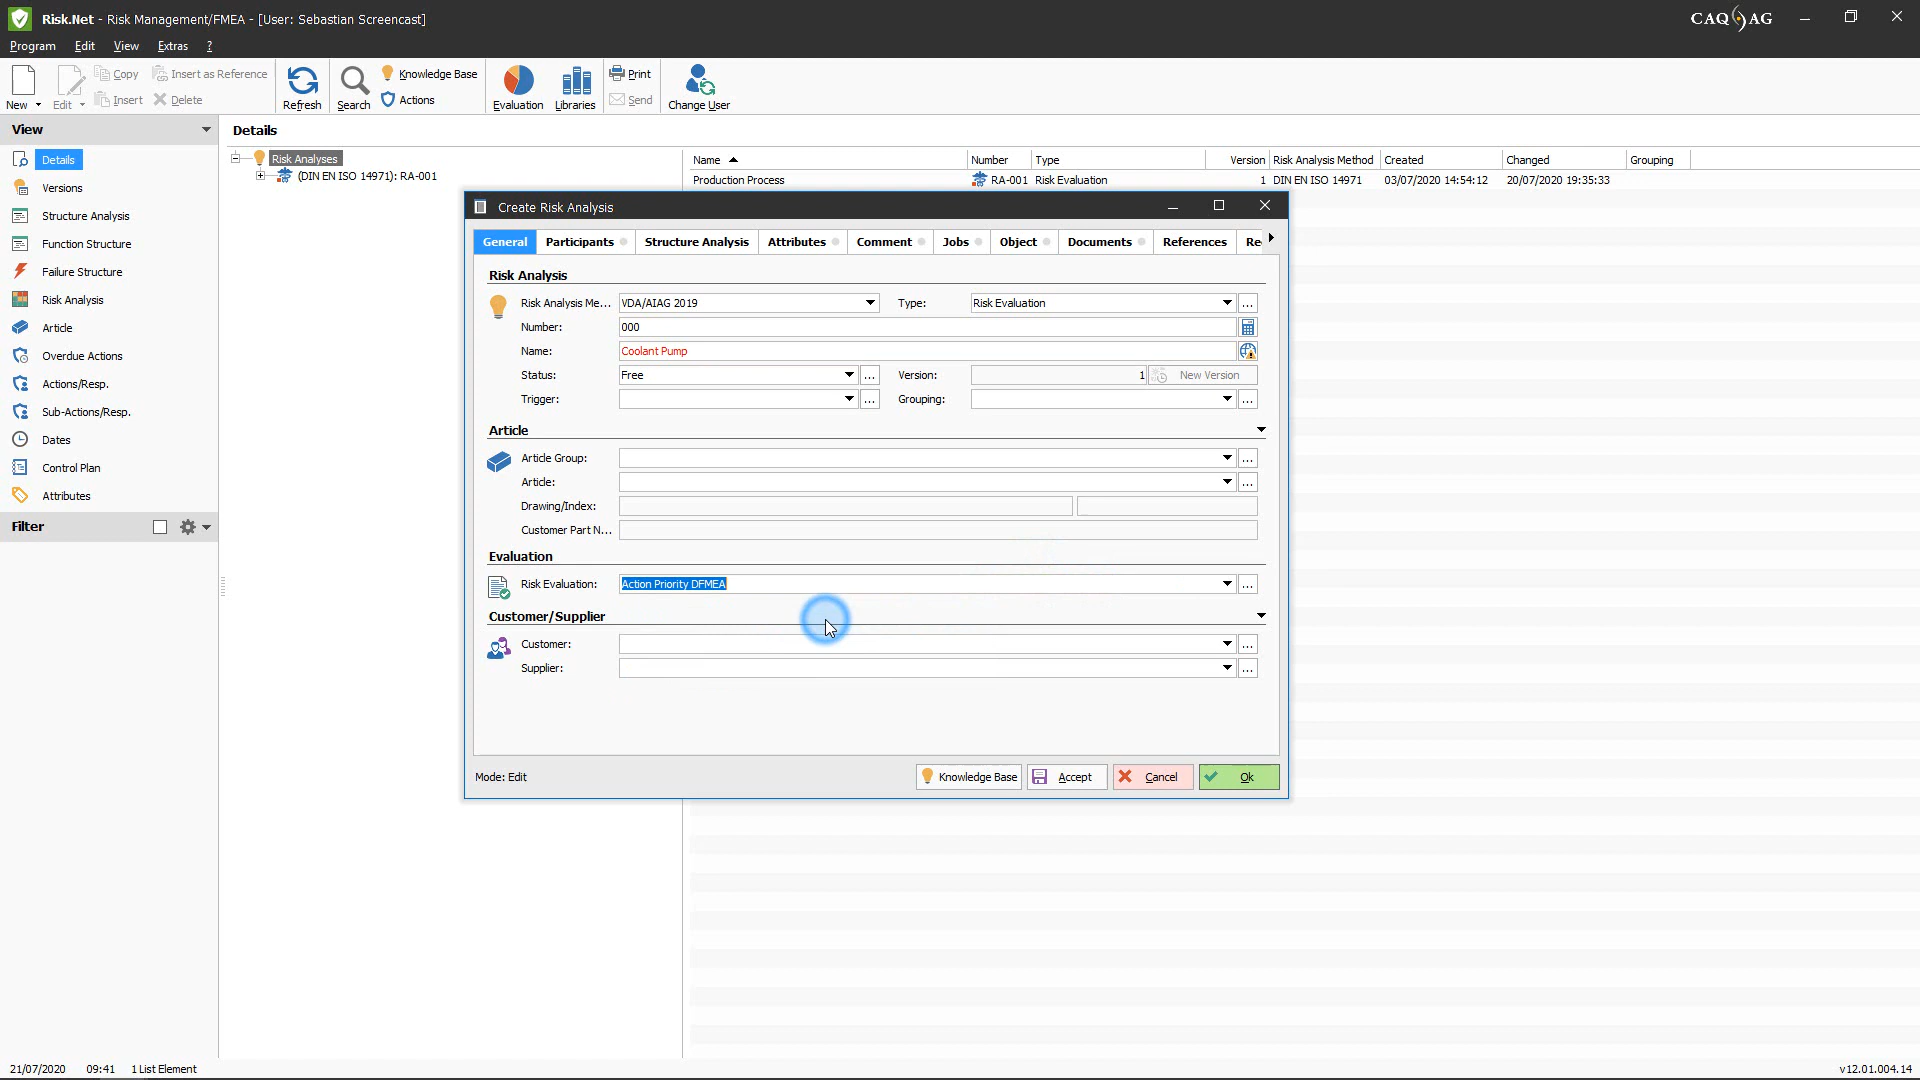 Risk.Net - Risk Management/FMEA - [User: Sebastian Screencast]
CAQ AG
Program Edit View Extras ?
New
Edit
Copy
Insert
Insert as Reference
Delete
Refresh
Search
Knowledge Base
Actions
Evaluation
Libraries
Print
Send
Change User
View
Details
Versions
Structure Analysis
Function Structure
Failure Structure
Risk Analysis
Article
Overdue Actions
Actions/Resp.
Sub-Actions/Resp.
Dates
Control Plan
Attributes
Filter
Details
Risk Analyses
(DIN EN ISO 14971): RA-001
Name Number Type Version Risk Analysis Method Created Changed Grouping
Production Process RA-001 Risk Evaluation 1 DIN EN ISO 14971 03/07/2020 14:54:12 20/07/2020 19:35:33
Create Risk Analysis
General Participants Structure Analysis Attributes Comment Jobs Object Documents References Re
Risk Analysis
Risk Analysis Me... VDA/AIAG 2019 Type: Risk Evaluation ...
Number: 000
Name: Coolant Pump
Status: Free ... Version: 1 New Version
Trigger: ... Grouping: ...
Article
Article Group: ...
Article: ...
Drawing/Index:
Customer Part N...
Evaluation
Risk Evaluation: Action Priority DFMEA ...
Customer/Supplier
Customer: ...
Supplier: ...
Mode: Edit
Knowledge Base Accept Cancel Ok
21/07/2020 09:41 1 List Element
v12.01.004.14